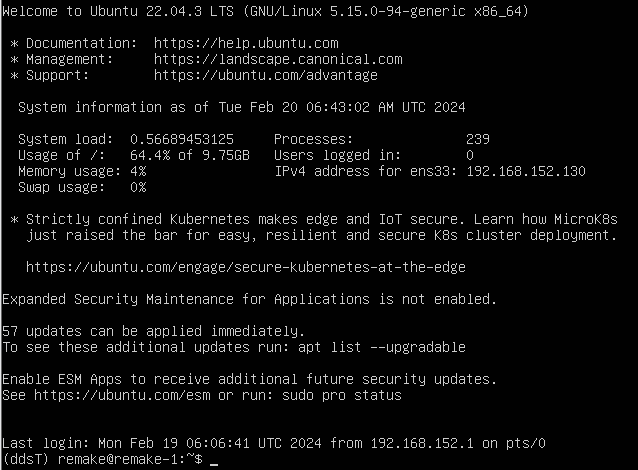 Welcome to Ubuntu 22.04.3 LTS (GNU/Linux 5.15.0-94-generic x86_64)
* Documentation:  https://help.ubuntu.com
* Management:     https://landscape.canonical.com
* Support:        https://ubuntu.com/advantage
System information as of Tue Feb 20 06:43:02 AM UTC 2024
System load:  0.56689453125     Processes:              239
Usage of /:   64.4% of 9.75GB   Users logged in:        0
Memory usage: 4%                IPv4 address for ens33: 192.168.152.130
Swap usage:   0%
* Strictly confined Kubernetes makes edge and IoT secure. Learn how MicroK8s
just raised the bar for easy, resilient and secure K8s cluster deployment.
https://ubuntu.com/engage/secure-kubernetes-at-the-edge
Expanded Security Maintenance for Applications is not enabled.
57 updates can be applied immediately.
To see these additional updates run: apt list --upgradable
Enable ESM Apps to receive additional future security updates.
See https://ubuntu.com/esm or run: sudo pro status
Last login: Mon Feb 19 06:06:41 UTC 2024 from 192.168.152.1 on pts/0
(ddsT) remake@remake-1:~$ _